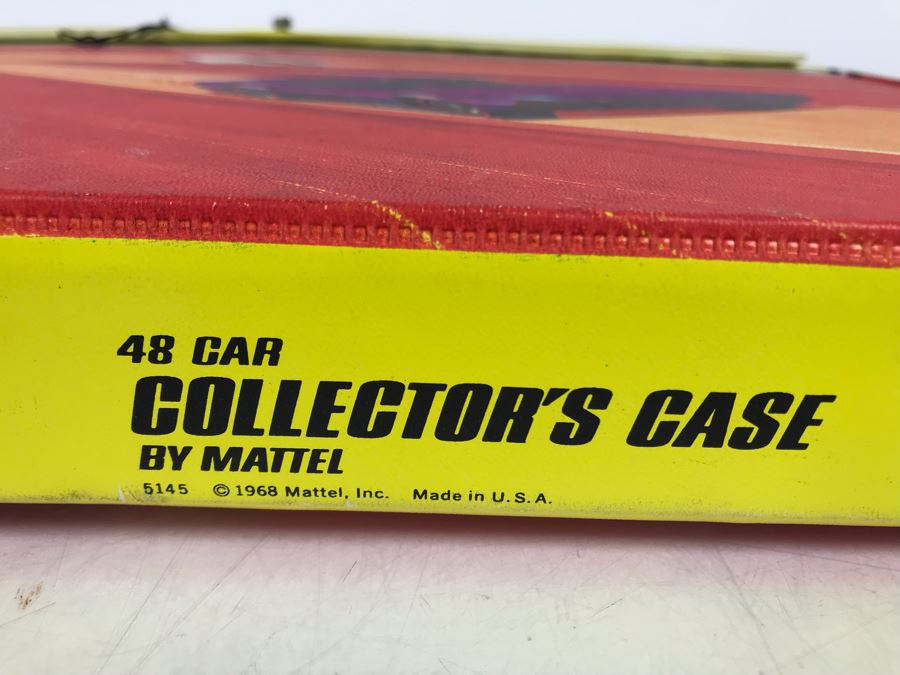 48 CAR
COLLECTOR'S CASE
BY MATTEL
5145 © 1968 Mattel, Inc. Made in U.S.A.